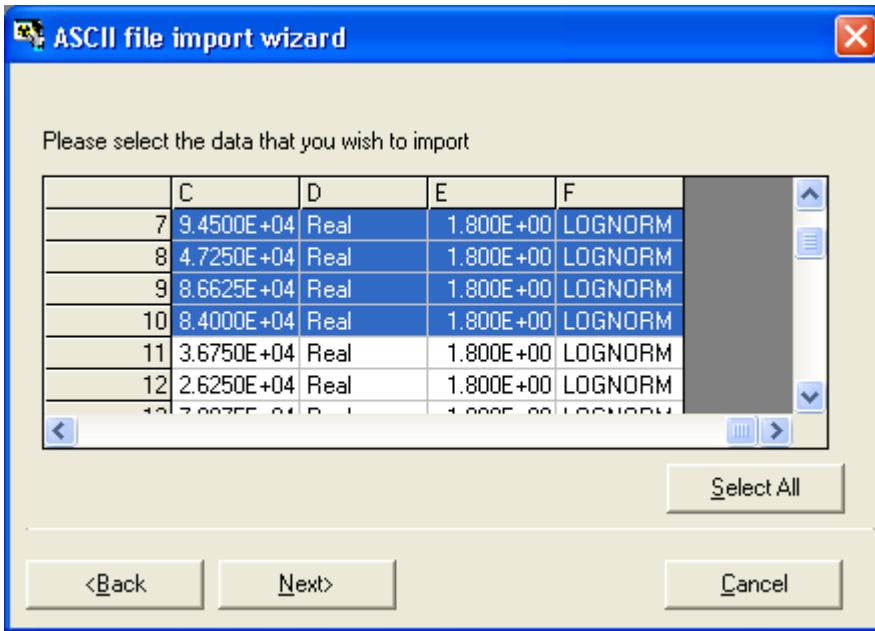 ASCII file import wizard
Please select the data that you wish to import
C D E F
7 9.4500E+04 Real 1.800E+00 LOGNORM
8 4.7250E+04 Real 1.800E+00 LOGNORM
9 8.6625E+04 Real 1.800E+00 LOGNORM
10 8.4000E+04 Real 1.800E+00 LOGNORM
11 3.6750E+04 Real 1.800E+00 LOGNORM
12 2.6250E+04 Real 1.800E+00 LOGNORM
Select All
<Back Next> Cancel